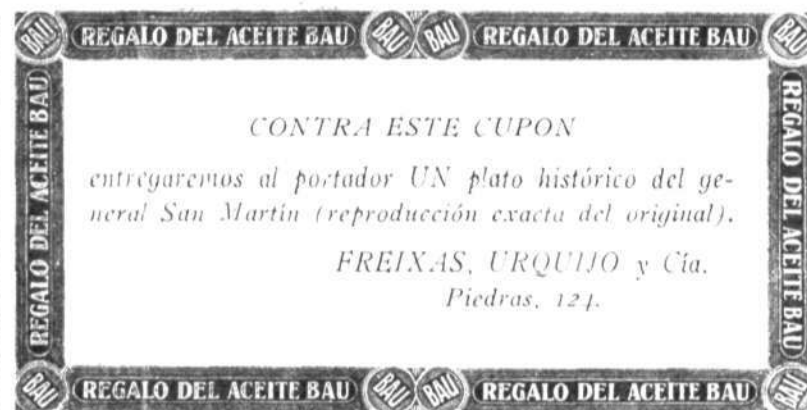 BAU REGALO DEL ACEITE BAU BAU BAU REGALO DEL ACEITE BAU BAU
REGALO DEL ACEITE BAU
CONTRA ESTE CUPON
entregaremos al portador UN plato histórico del ge-
neral San Martín (reproducción exacta del original).
FREIXAS, URQUIJO y Cía.
Piedras, 124.
REGALO DEL ACEITE BAU
BAU REGALO DEL ACEITE BAU BAU BAU REGALO DEL ACEITE BAU BAU